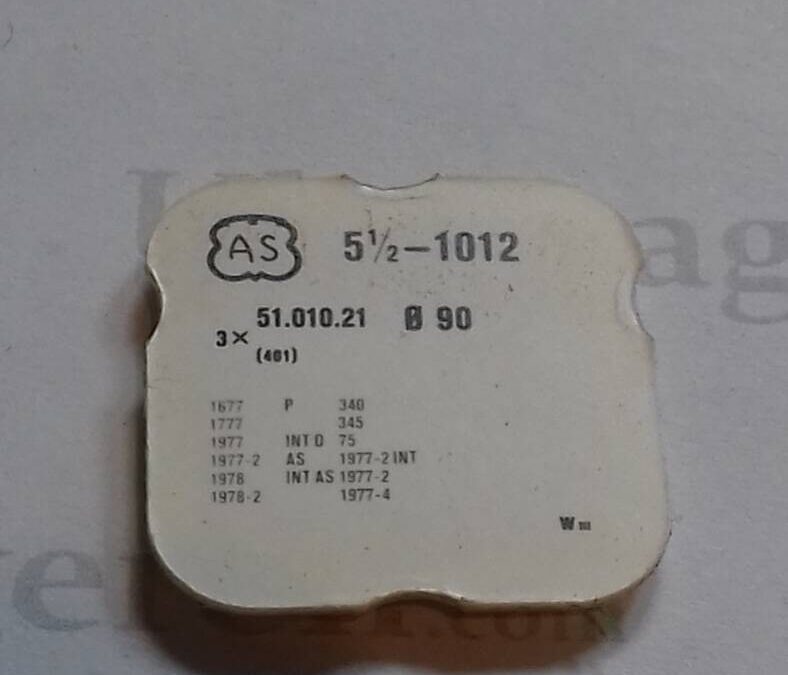 AS 5½-1012
3× 51.010.21 Ø 90
(401)
1677 P 340
1777 345
1977 INT O 75
1977-2 AS 1977-2 INT
1978 INT AS 1977-2
1978-2 1977-4
W